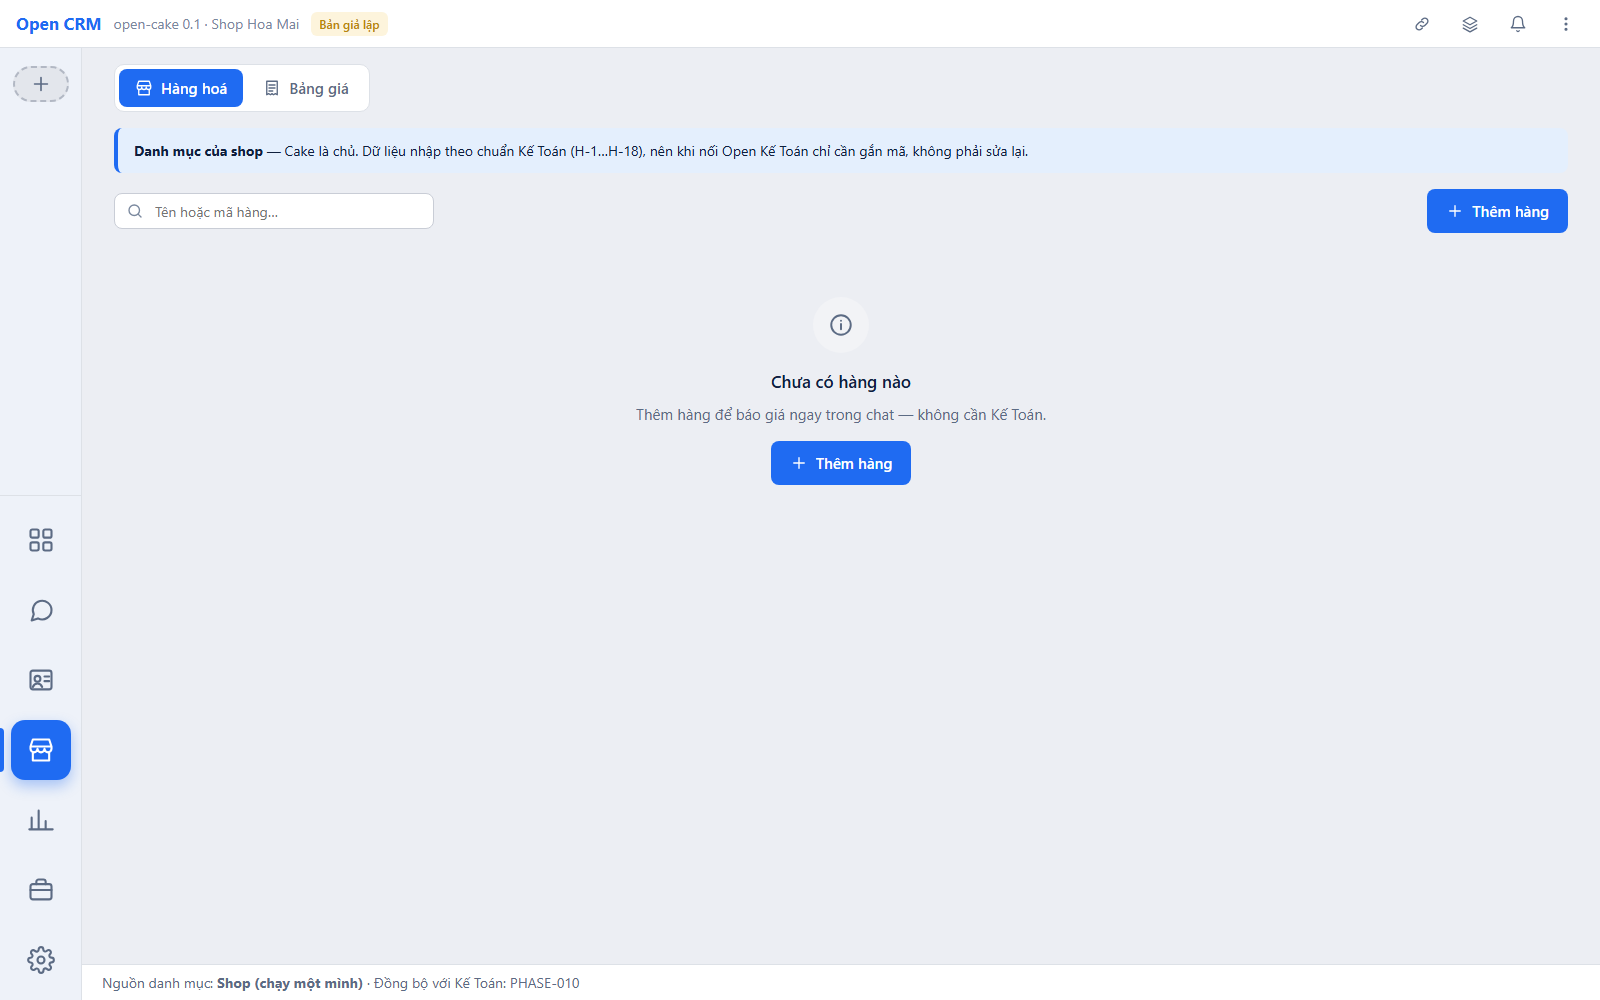 Open CRM open-cake 0.1 · Shop Hoa Mai Bản giả lập
Hàng hoá Bảng giá
Danh mục của shop — Cake là chủ. Dữ liệu nhập theo chuẩn Kế Toán (H-1...H-18), nên khi nối Open Kế Toán chỉ cần gắn mã, không phải sửa lại.
Tên hoặc mã hàng... Thêm hàng
Chưa có hàng nào
Thêm hàng để báo giá ngay trong chat — không cần Kế Toán.
Thêm hàng
Nguồn danh mục: Shop (chạy một mình) · Đồng bộ với Kế Toán: PHASE-010